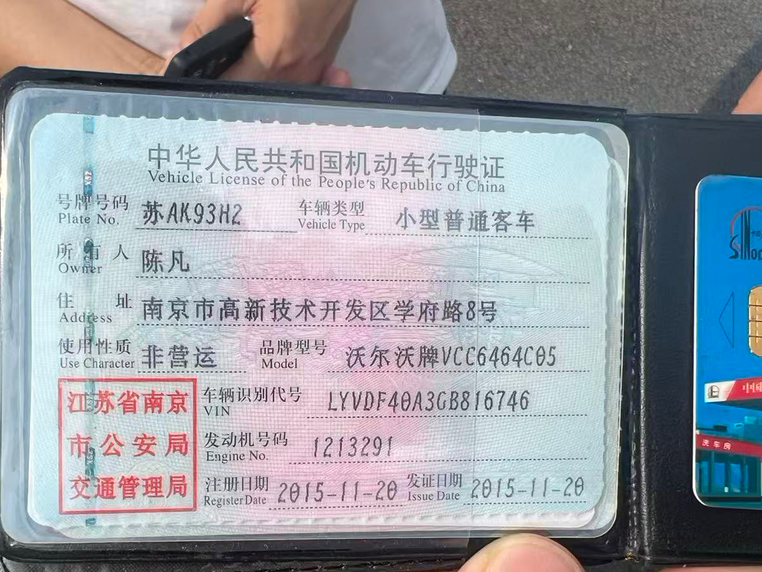 中华人民共和国机动车行驶证
Vehicle License of the People's Republic of China
号牌号码 苏AK93H2 车辆类型 小型普通客车
Plate No. Vehicle Type
所有人 陈凡
Owner
住址 南京市高新技术开发区学府路8号
Address
使用性质 非营运 品牌型号 沃尔沃牌VCC6464C05
Use Character Model
江苏省南京
市公安局
交通管理局
车辆识别代号 LYVDF40A3GB816746
VIN
发动机号码 1213291
Engine No.
注册日期 2015-11-20 发证日期 2015-11-20
Register Date Issue Date
洗车房